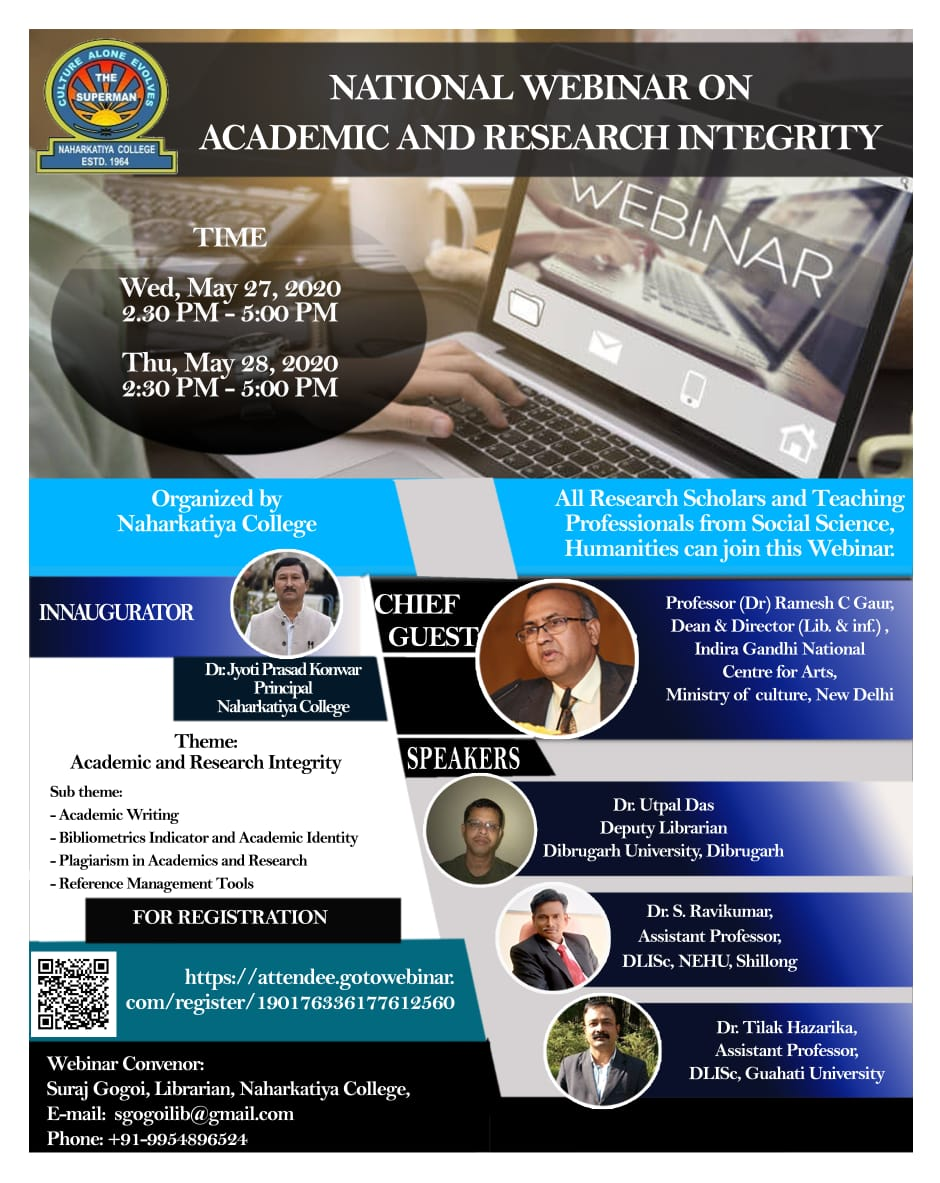 CULTURE ALONE EVOLVES
THE
SUPERMAN
NAHARKATIYA COLLEGE
ESTD. 1964
NATIONAL WEBINAR ON
ACADEMIC AND RESEARCH INTEGRITY
WEBINAR
TIME
Wed, May 27, 2020
2.30 PM - 5:00 PM
Thu, May 28, 2020
2:30 PM - 5:00 PM
Organized by
Naharkatiya College
All Research Scholars and Teaching
Professionals from Social Science,
Humanities can join this Webinar.
INNAUGURATOR
Dr. Jyoti Prasad Konwar
Principal
Naharkatiya College
CHIEF
GUEST
Professor (Dr) Ramesh C Gaur,
Dean & Director (Lib. & inf.) ,
Indira Gandhi National
Centre for Arts,
Ministry of culture, New Delhi
Theme:
Academic and Research Integrity
Sub theme:
- Academic Writing
- Bibliometrics Indicator and Academic Identity
- Plagiarism in Academics and Research
- Reference Management Tools
SPEAKERS
Dr. Utpal Das
Deputy Librarian
Dibrugarh University, Dibrugarh
Dr. S. Ravikumar,
Assistant Professor,
DLISc, NEHU, Shillong
Dr. Tilak Hazarika,
Assistant Professor,
DLISc, Guahati University
FOR REGISTRATION
https://attendee.gotowebinar.
com/register/190176336177612560
Webinar Convenor:
Suraj Gogoi, Librarian, Naharkatiya College,
E-mail: sgogoilib@gmail.com
Phone: +91-9954896524